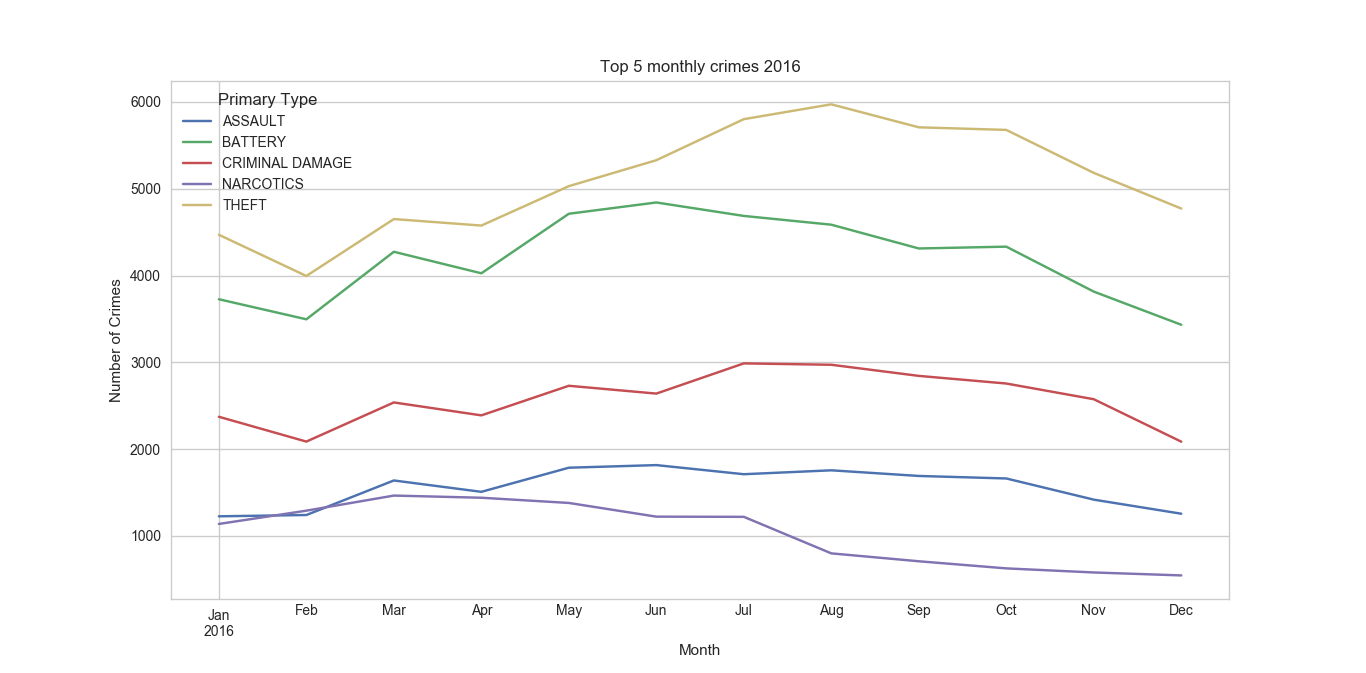 Top 5 monthly crimes 2016
Primary Type
ASSAULT
BATTERY
CRIMINAL DAMAGE
NARCOTICS
THEFT
6000
5000
4000
3000
2000
1000
Number of Crimes
Jan Feb Mar Apr May Jun Jul Aug Sep Oct Nov Dec
2016
Month